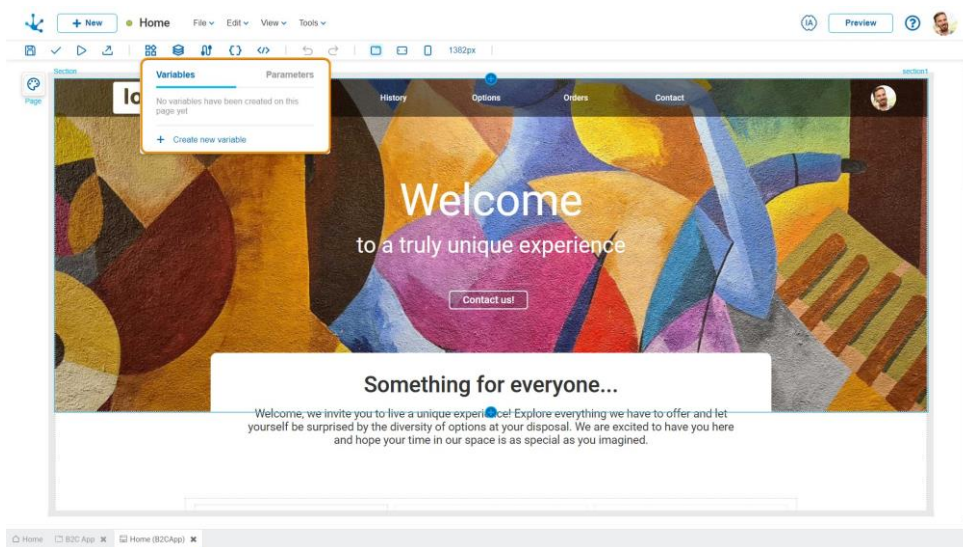 + New
Home
File
Edit
View
Tools
IA
Preview
?
1382px
Section
section1
Page
Variables
Parameters
No variables have been created on this
page yet
+ Create new variable
lo
History
Options
Orders
Contact
Welcome
to a truly unique experience
Contact us!
Something for everyone...
Welcome, we invite you to live a unique experience! Explore everything we have to offer and let
yourself be surprised by the diversity of options at your disposal. We are excited to have you here
and hope your time in our space is as special as you imagined.
Home
B2C App
Home (B2CApp)